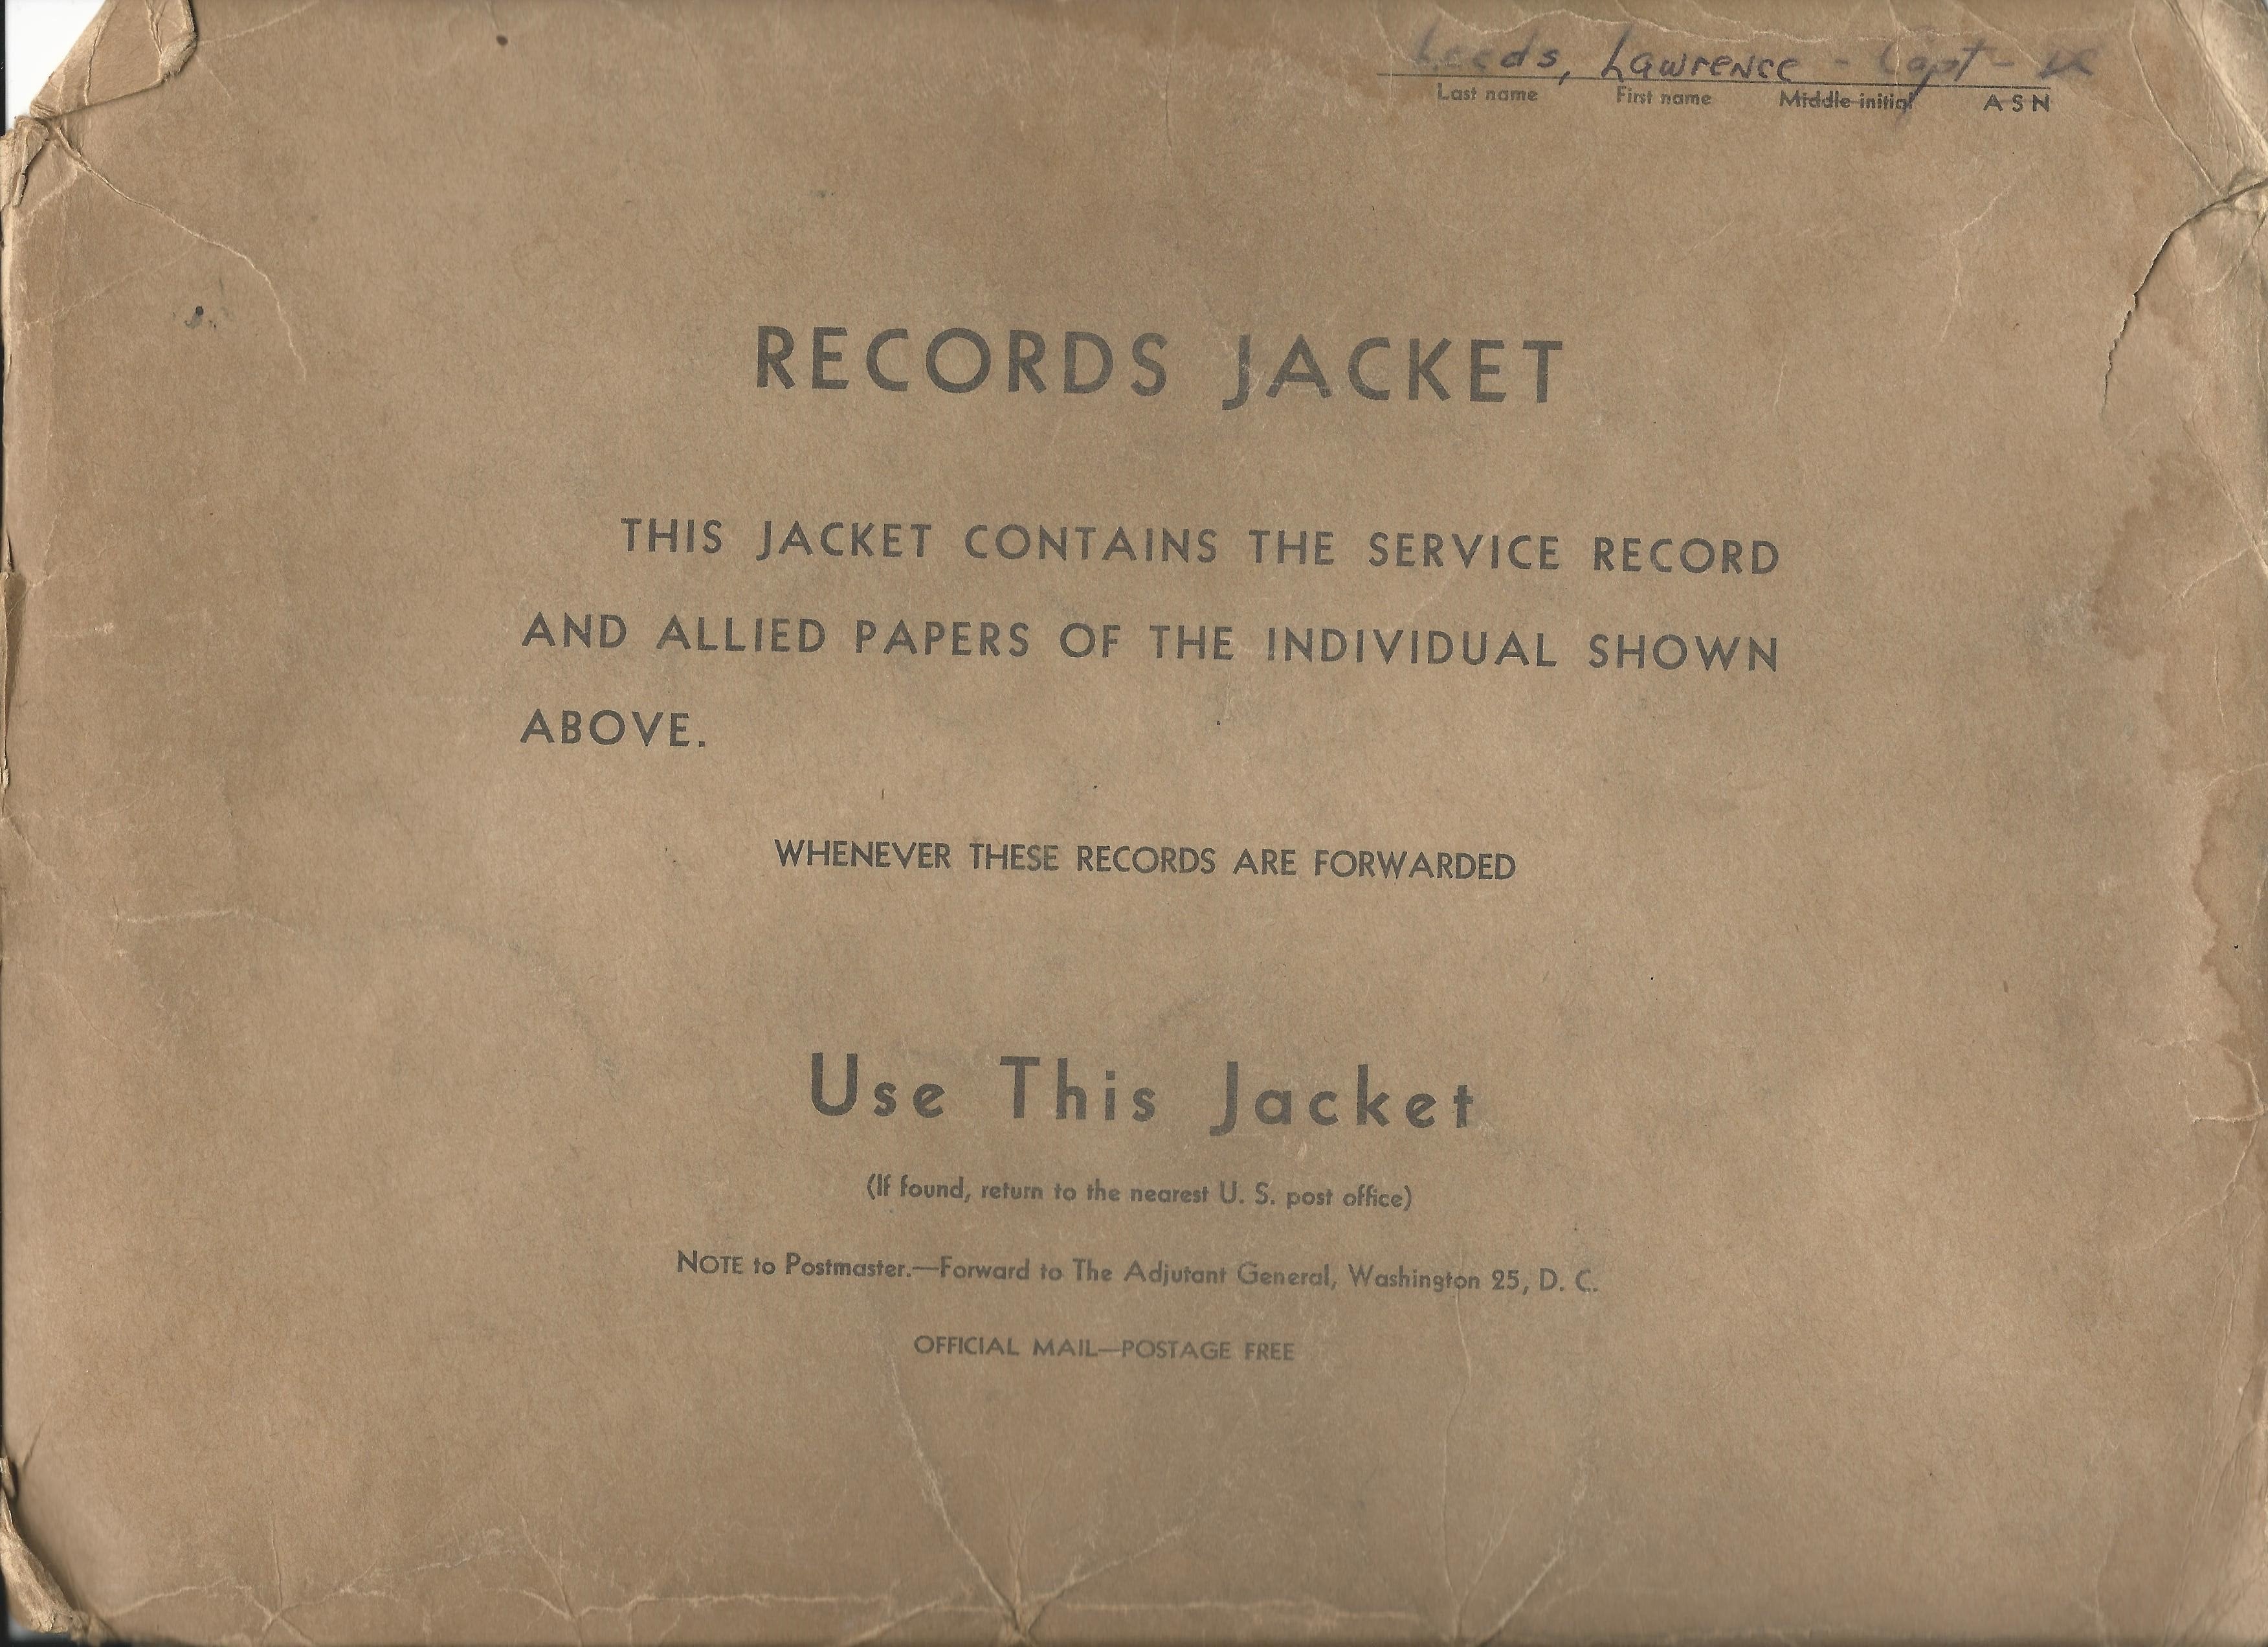 Leeds, Lawrence - Capt -
Last name First name Middle initial A S N
RECORDS JACKET
THIS JACKET CONTAINS THE SERVICE RECORD
AND ALLIED PAPERS OF THE INDIVIDUAL SHOWN
ABOVE.
WHENEVER THESE RECORDS ARE FORWARDED
Use This Jacket
(If found, return to the nearest U. S. post office)
NOTE to Postmaster.—Forward to The Adjutant General, Washington 25, D. C.
OFFICIAL MAIL—POSTAGE FREE